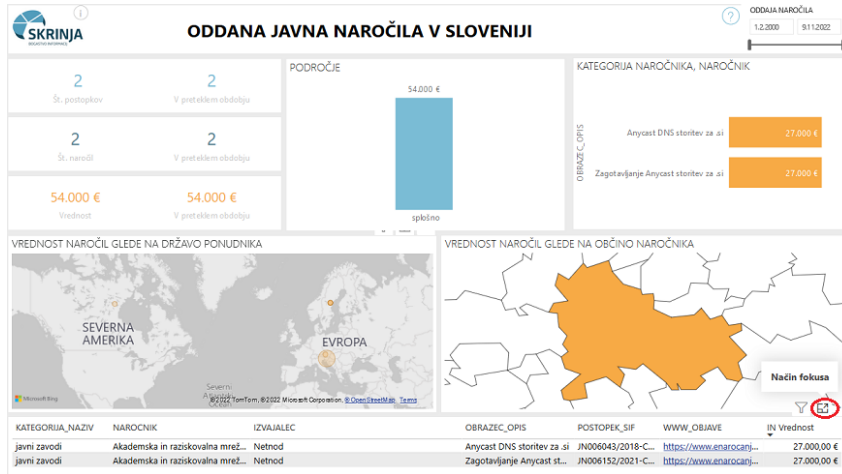 SKRINJA
ODDANA JAVNA NAROČILA V SLOVENIJI
?
ODDAJA NAROČILA
1.2.2000 9.11.2022
2 2
Št. postopkov V preteklem obdobju
2 2
Št. naročil V preteklem obdobju
54.000 € 54.000 €
Vrednost V preteklem obdobju
PODROČJE
54.000 €
splošno
KATEGORIJA NAROČNIKA, NAROČNIK
OBRAZEC_OPIS
Anycast DNS storitev za .si 27.000 €
Zagotavljanje Anycast storitev za .si 27.000 €
VREDNOST NAROČIL GLEDE NA DRŽAVO PONUDNIKA
SEVERNA
AMERIKA
EVROPA
Severni
Microsoft Bing
©2022 TomTom, ©2022 Microsoft Corporation, © OpenStreetMap Terms
VREDNOST NAROČIL GLEDE NA OBČINO NAROČNIKA
Način fokusa
KATEGORIJA_NAZIV NAROCNIK IZVAJALEC OBRAZEC_OPIS POSTOPEK_SIF WWW_OBJAVE IN Vrednost
javni zavodi Akademska in raziskovalna mrež... Netnod Anycast DNS storitev za .si JN006043/2018-C... https://www.enarocanj... 27.000,00 €
javni zavodi Akademska in raziskovalna mrež... Netnod Zagotavljanje Anycast st... JN006152/2021-C... https://www.enarocanj... 27.000,00 €